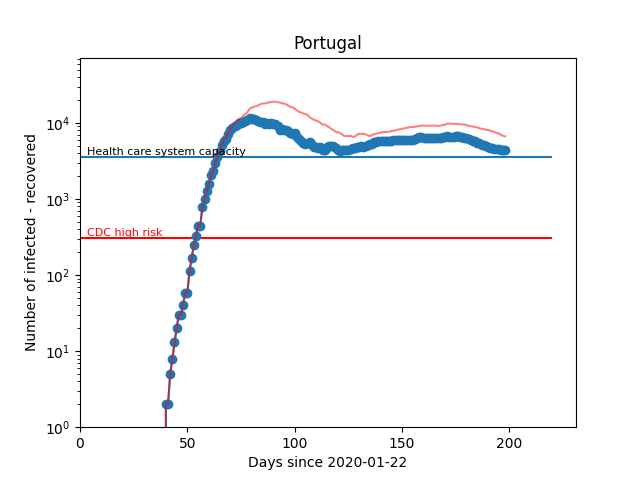 Portugal
Number of infected - recovered
10⁴
10³
10²
10¹
10⁰
Health care system capacity
CDC high risk
0 50 100 150 200
Days since 2020-01-22